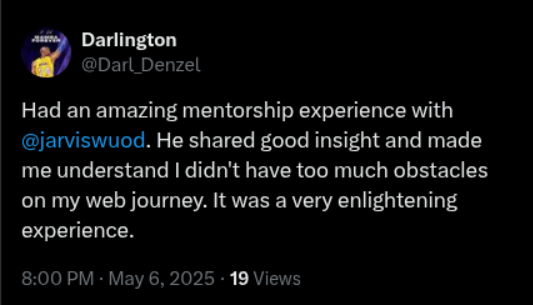 MAMBA
FOREVER
Darlington
@Darl_Denzel
Had an amazing mentorship experience with
@jarviswuod. He shared good insight and made
me understand I didn't have too much obstacles
on my web journey. It was a very enlightening
experience.
8:00 PM · May 6, 2025 · 19 Views